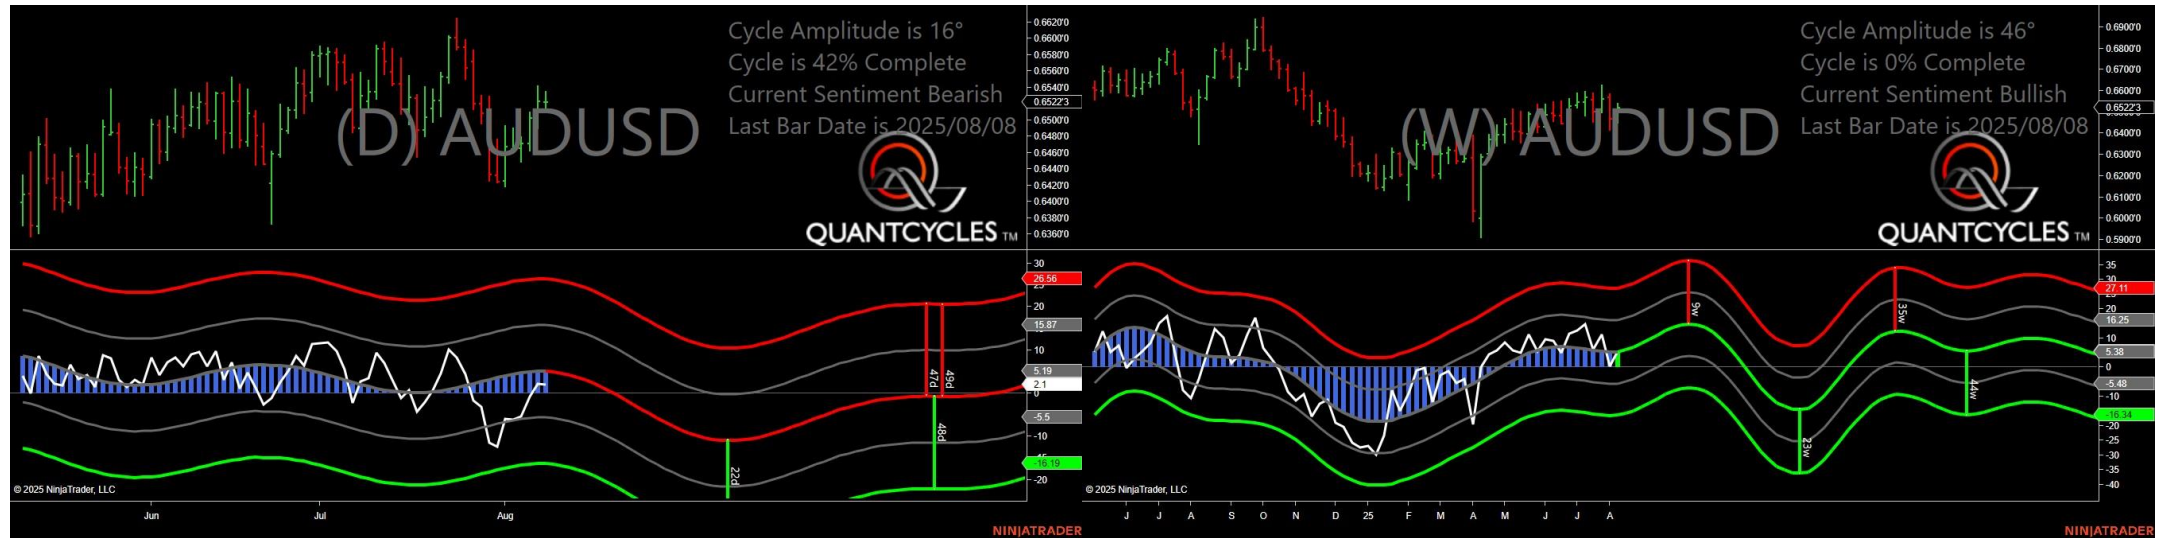 Cycle Amplitude is 16°
Cycle is 42% Complete
Current Sentiment Bearish
Last Bar Date is 2025/08/08
(D) AUDUSD
QUANTCYCLES TM
0.6620'0
0.6600'0
0.6580'0
0.6560'0
0.6540'0
0.6522'3
0.6500'0
0.6480'0
0.6460'0
0.6440'0
0.6420'0
0.6400'0
0.6380'0
0.6360'0
30
26.56
20
15.87
10
5.19
2.1
0
-5.5
-10
-16.19
-20
22d
47d
49d
48d
© 2025 NinjaTrader, LLC
Jun
Jul
Aug
NINJATRADER
Cycle Amplitude is 46°
Cycle is 0% Complete
Current Sentiment Bullish
Last Bar Date is 2025/08/08
(W) AUDUSD
QUANTCYCLES TM
0.6900'0
0.6800'0
0.6700'0
0.6600'0
0.6522'3
0.6400'0
0.6300'0
0.6200'0
0.6100'0
0.6000'0
0.5900'0
35
30
27.11
20
16.25
10
5.38
0
-5.48
-10
-16.34
-20
-25
-30
-35
-40
9w
23w
35w
44w
© 2025 NinjaTrader, LLC
J
J
A
S
O
N
D
25
F
M
A
M
J
J
A
NINJATRADER